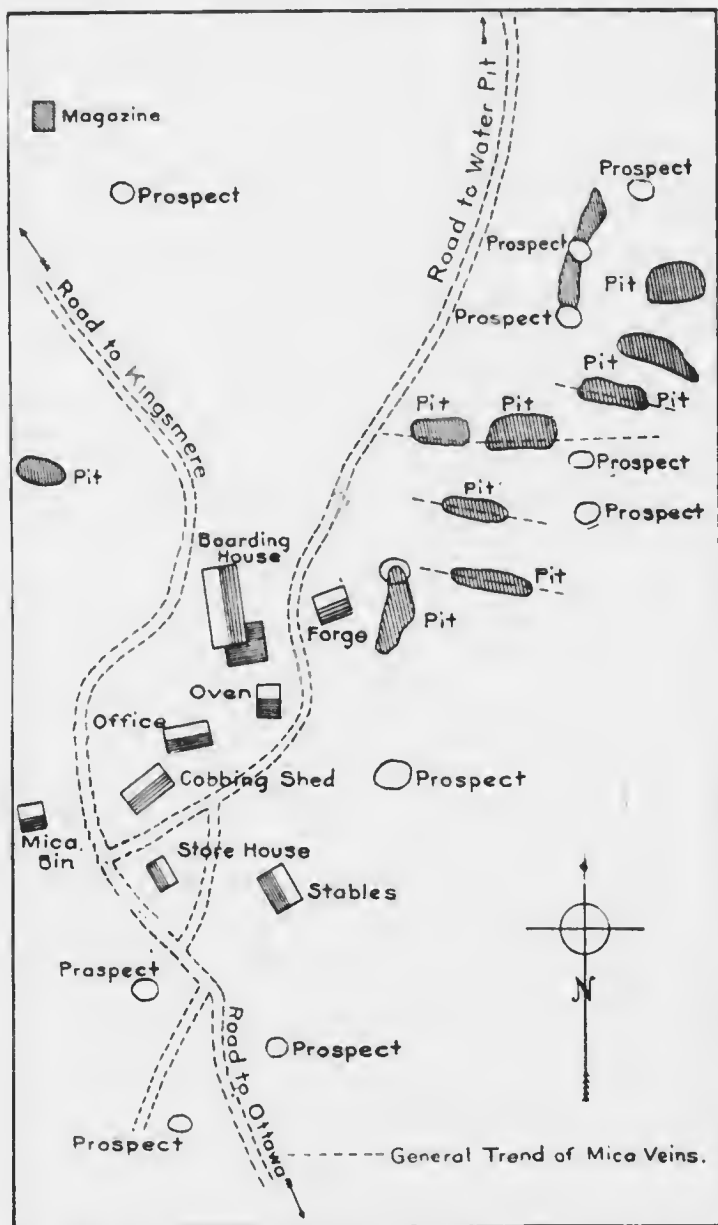 Magazine
Prospect
Road to Water Pit
Prospect
Prospect
Pit
Prospect
Road to Kingsmere
Pit
Pit
Pit
Pit
Prospect
Pit
Pit
Prospect
Boarding
House
Pit
Forge
Pit
Oven
Office
Cobbing Shed
Prospect
Mica.
Bin
Store House
Stables
Praspect
N
Road to Ottawa
Prospect
Prospect
General Trend of Mica Veins.